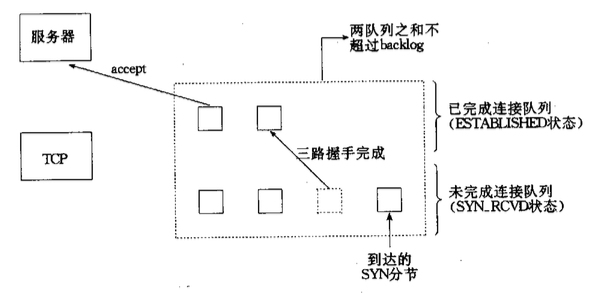 服务器
两队列之和不
超过backlog
accept
已完成连接队列
(ESTABLISHED状态)
TCP
三路握手完成
未完成连接队列
(SYN_RCVD状态)
到达的
SYN分节